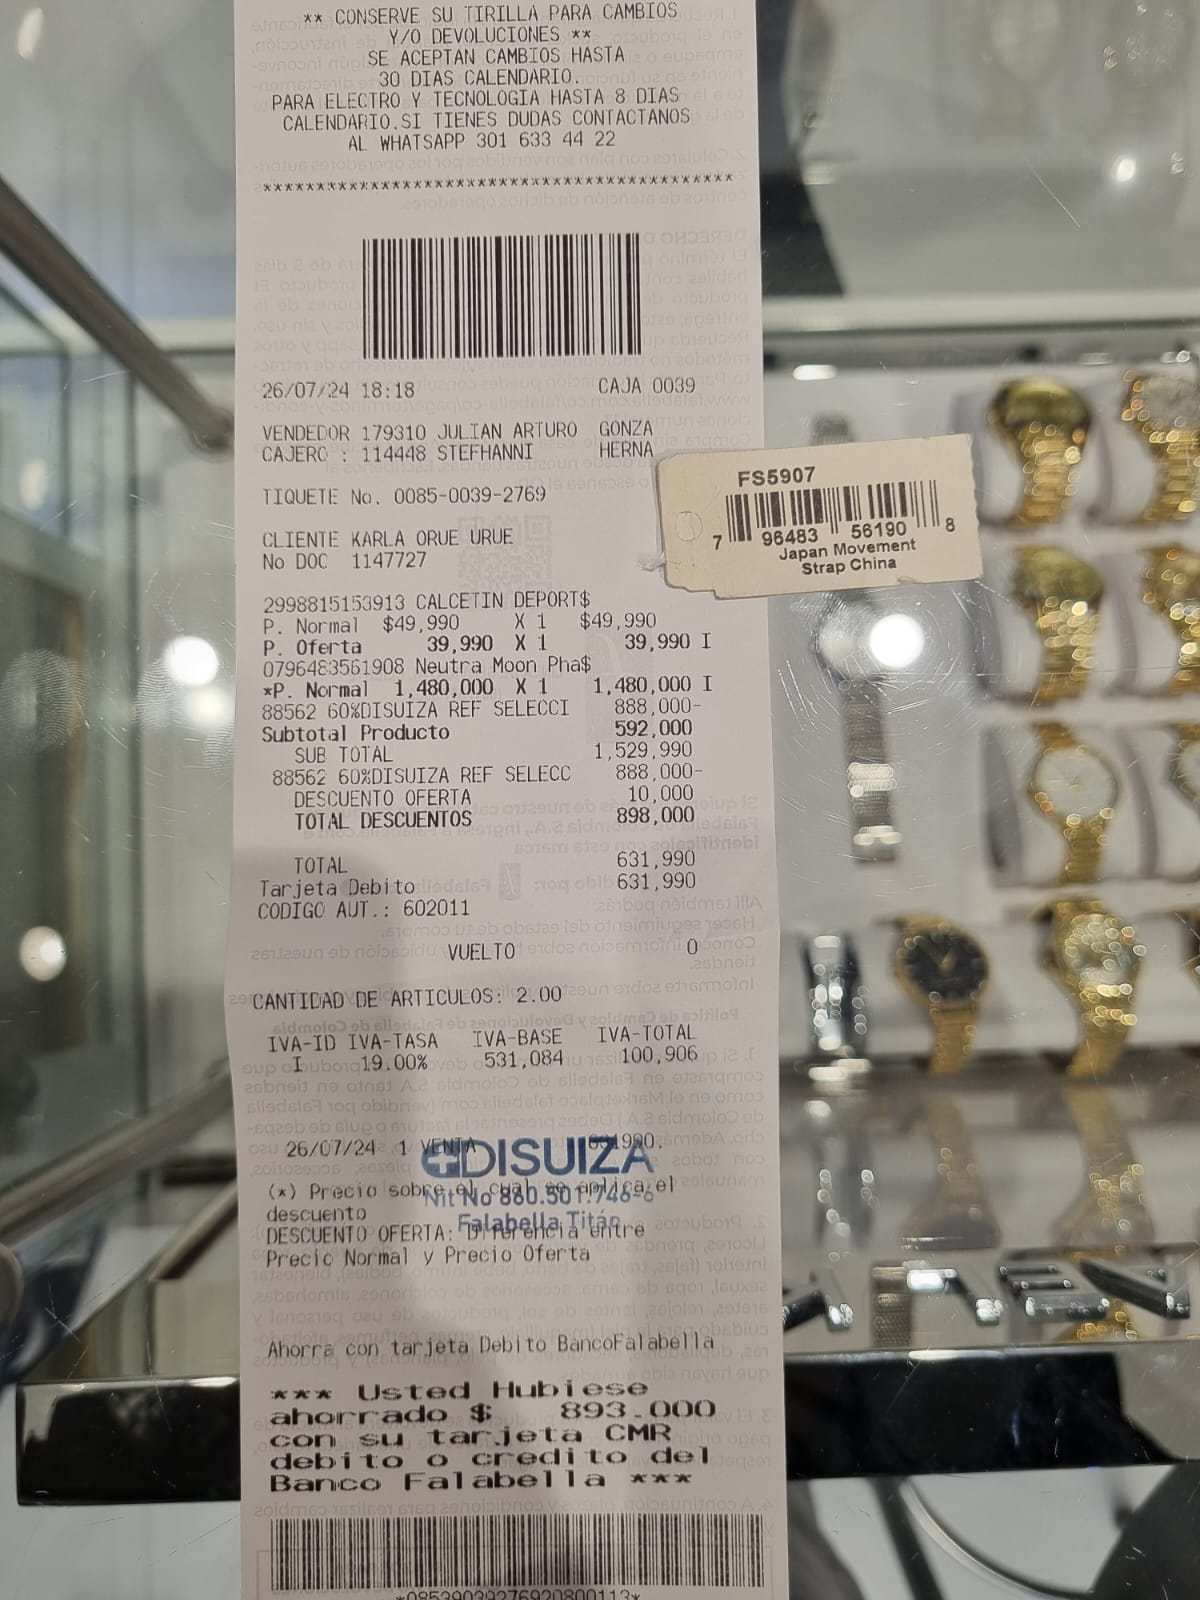 ** CONSERVE SU TIRILLA PARA CAMBIOS
Y/O DEVOLUCIONES **
SE ACEPTAN CAMBIOS HASTA
30 DIAS CALENDARIO.
PARA ELECTRO Y TECNOLOGIA HASTA 8 DIAS
CALENDARIO.SI TIENES DUDAS CONTACTANOS
AL WHATSAPP 301 633 44 22
26/07/24 18:18 CAJA 0039
VENDEDOR 179310 JULIAN ARTURO GONZA
CAJERO : 114448 STEFHANNI HERNA
TIQUETE No. 0085-0039-2769
CLIENTE KARLA ORUE URUE
No DOC 1147727
2998815153913 CALCETIN DEPORT$
P. Normal $49,990 X 1 $49,990
P. Oferta 39,990 X 1 39,990 I
0796483561908 Neutra Moon Pha$
*P. Normal 1,480,000 X 1 1,480,000 I
88562 60%DISUIZA REF SELECCI 888,000-
Subtotal Producto 592,000
SUB TOTAL 1,529,990
88562 60%DISUIZA REF SELECC 888,000-
DESCUENTO OFERTA 10,000
TOTAL DESCUENTOS 898,000
TOTAL 631,990
Tarjeta Debito 631,990
CODIGO AUT.: 602011
VUELTO 0
CANTIDAD DE ARTICULOS: 2.00
IVA-ID IVA-TASA IVA-BASE IVA-TOTAL
I 19.00% 531,084 100,906
26/07/24 1 VENTA
DISUIZA
(*) Precio sobre el cual se aplica el
Nit No
descuento
Falabella Titán
DESCUENTO OFERTA: Diferencia entre
Precio Normal y Precio Oferta
Ahorra con tarjeta Debito BancoFalabella
*** Usted Hubiese
ahorrado $ 893.000
con su tarjeta CMR
debito o credito del
Banco Falabella ***
FS5907
7 96483 56190 8
Japan Movement
Strap China